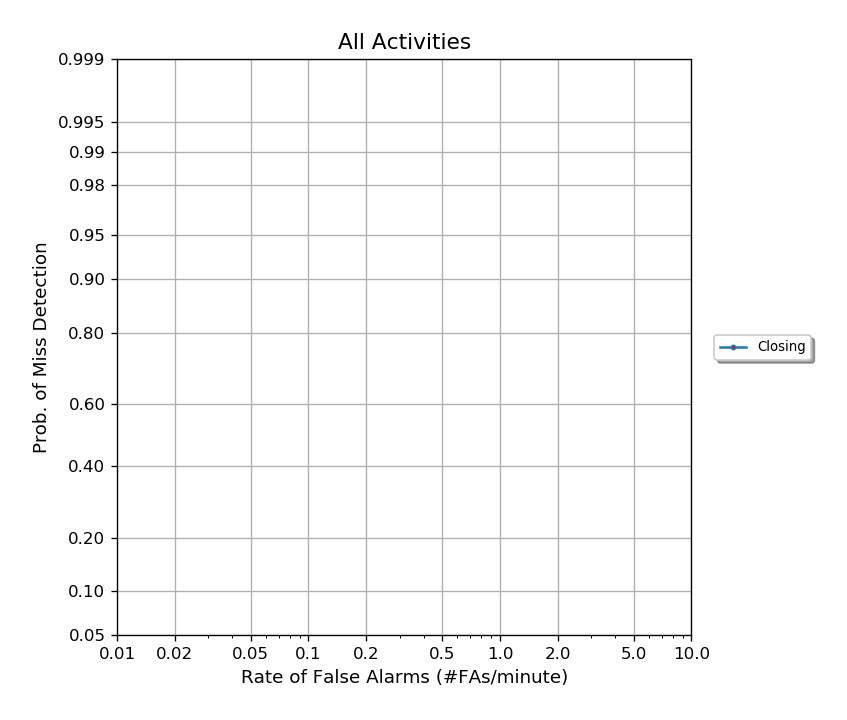 All Activities
0.999
0.995
0.99
0.98
0.95
0.90
0.80
0.60
0.40
0.20
0.10
0.05
Prob. of Miss Detection
0.01 0.02 0.05 0.1 0.2 0.5 1.0 2.0 5.0 10.0
Rate of False Alarms (#FAs/minute)
Closing